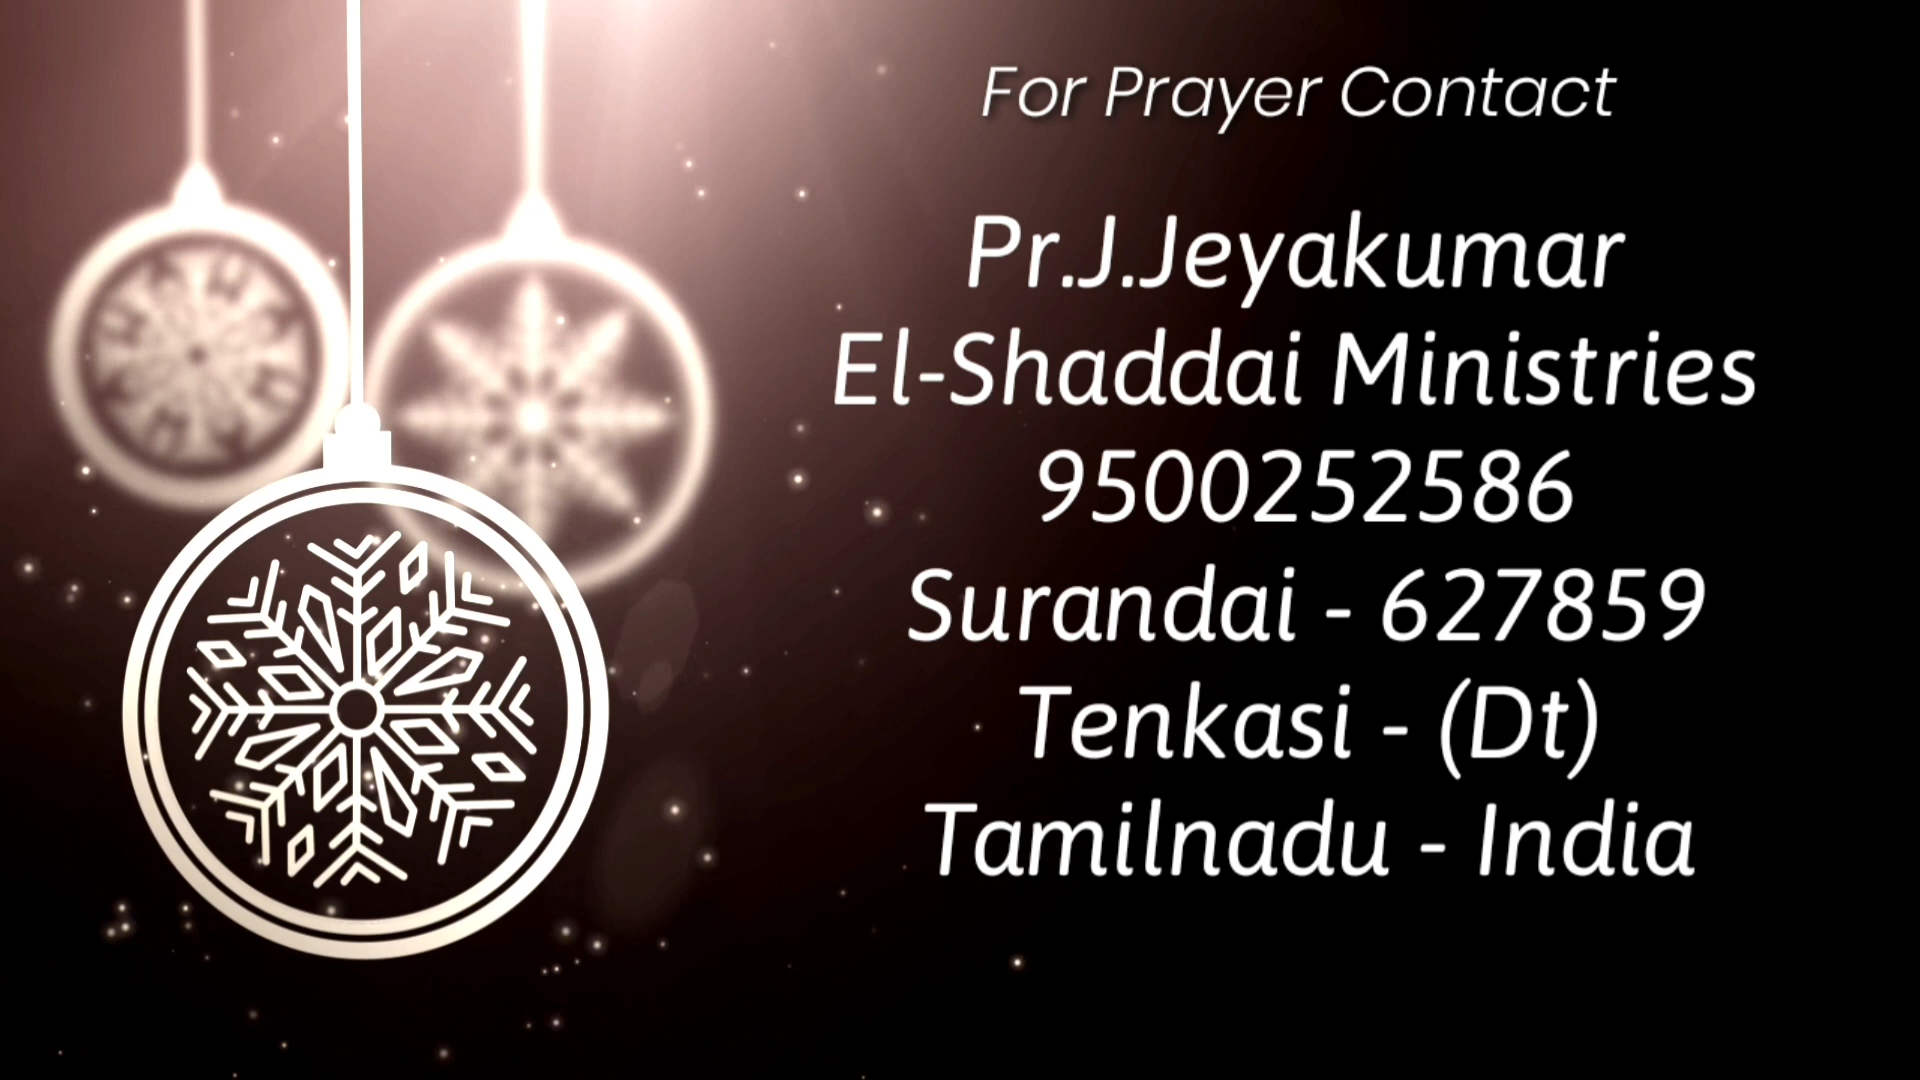 For Prayer Contact
Pr.J.Jeyakumar
El-Shaddai Ministries
9500252586
Surandai - 627859
Tenkasi - (Dt)
Tamilnadu - India